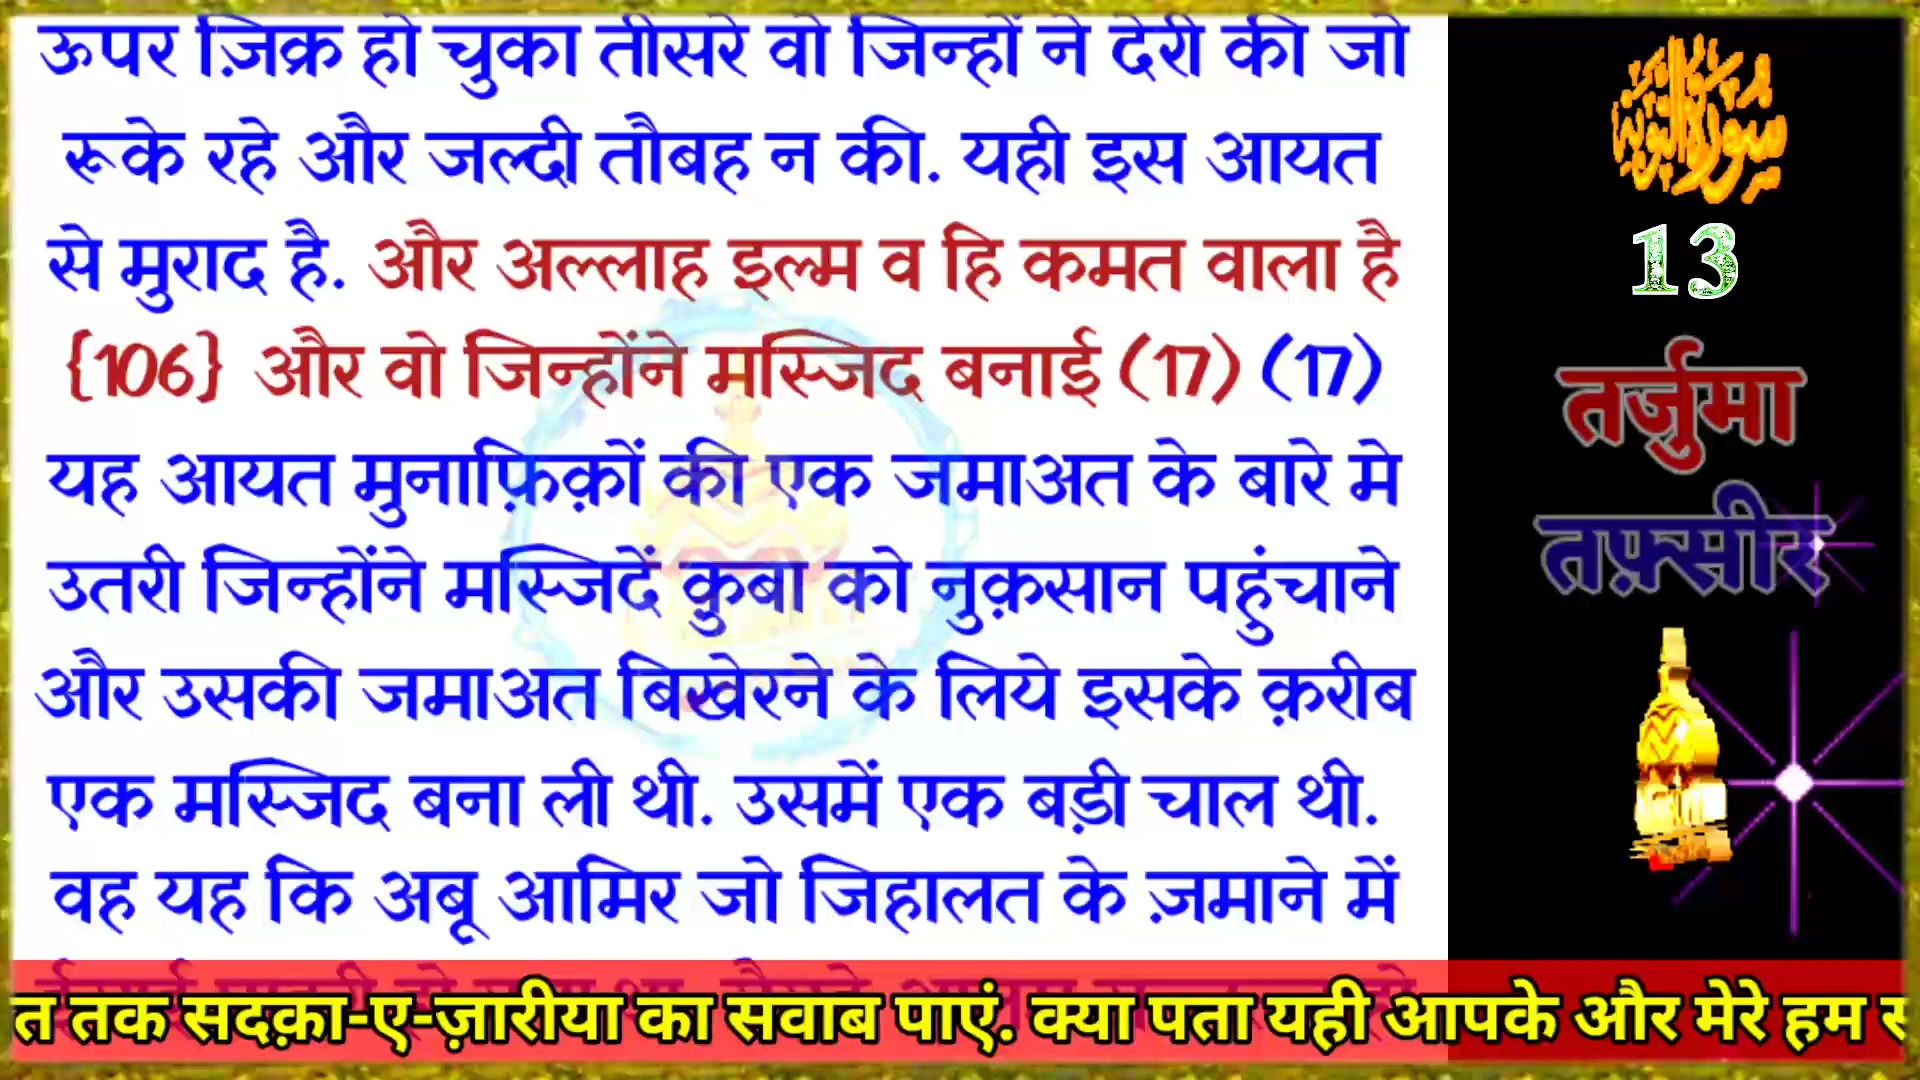 ऊपर ज़िक्र हो चुका तीसरे वो जिन्हों ने देरी की जो
रूके रहे और जल्दी तौबह न की. यही इस आयत
से मुराद है. और अल्लाह इल्म व हि कमत वाला है
{106} और वो जिन्होंने मस्जिद बनाई (17) (17)
यह आयत मुनाफ़िक़ों की एक जमाअत के बारे मे
उतरी जिन्होंने मस्जिदें क़ुबा को नुक़सान पहुंचाने
और उसकी जमाअत बिखेरने के लिये इसके क़रीब
एक मस्जिद बना ली थी. उसमें एक बड़ी चाल थी.
वह यह कि अबू आमिर जो जिहालत के ज़माने में
त तक सदक़ा-ए-ज़ारीया का सवाब पाएं. क्या पता यही आपके और मेरे हम
سورة التوبة
13
तर्जुमा
तफ़्सीर